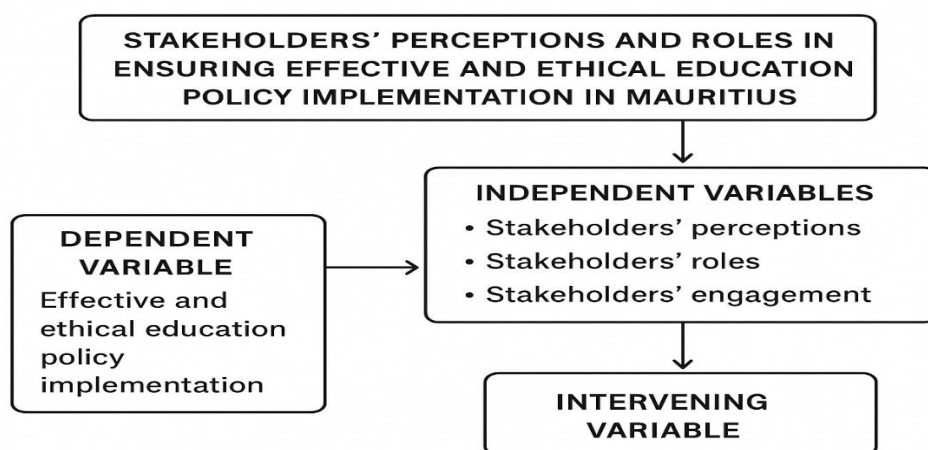 STAKEHOLDERS' PERCEPTIONS AND ROLES IN
ENSURING EFFECTIVE AND ETHICAL EDUCATION
POLICY IMPLEMENTATION IN MAURITIUS
INDEPENDENT VARIABLES
• Stakeholders' perceptions
• Stakeholders' roles
• Stakeholders' engagement
DEPENDENT
VARIABLE
Effective and
ethical education
policy
implementation
INTERVENING
VARIABLE